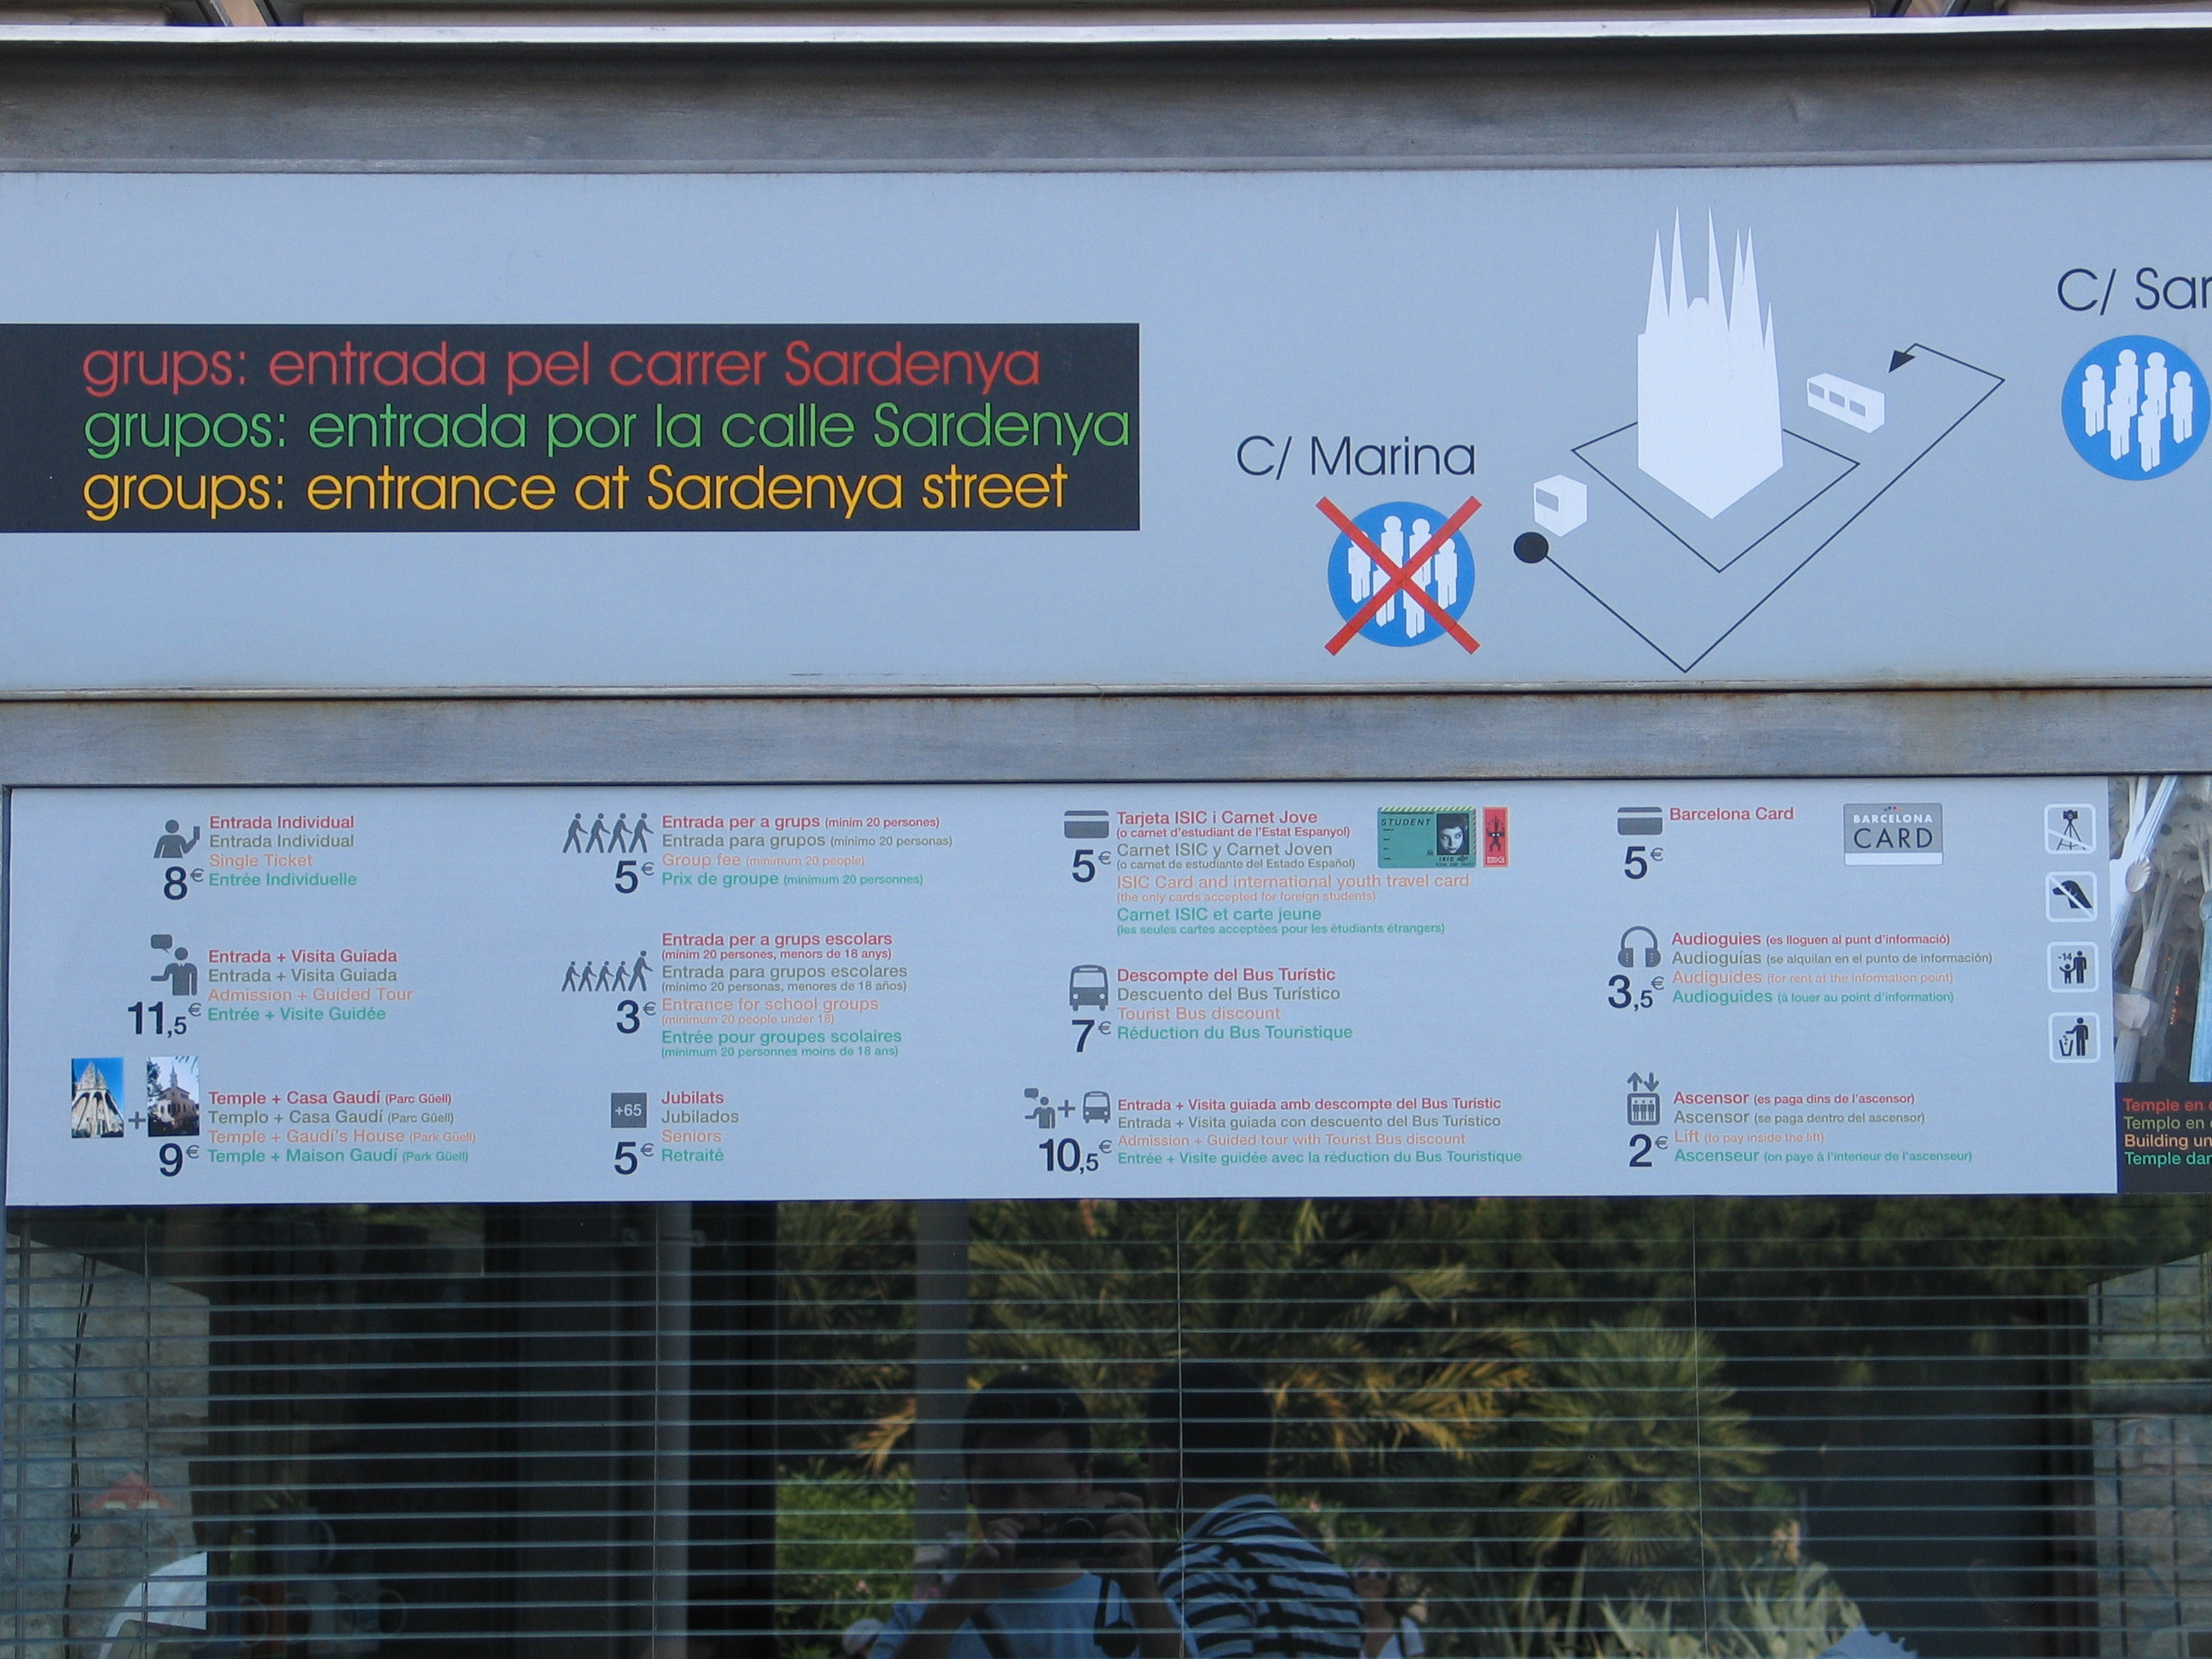 grups: entrada pel carrer Sardenya
grupos: entrada por la calle Sardenya
groups: entrance at Sardenya street
C/ Marina
C/ Sar
Entrada Individual
Entrada Individual
Single Ticket
Entrée Individuelle
8€
Entrada + Visita Guiada
Entrada + Visita Guiada
Admission + Guided Tour
Entrée + Visite Guidée
11,5€
+
Temple + Casa Gaudí (Parc Güell)
Templo + Casa Gaudí (Parc Güell)
Temple + Gaudí's House (Park Güell)
Temple + Maison Gaudí (Park Güell)
9€
Entrada per a grups (mínim 20 persones)
Entrada para grupos (mínimo 20 personas)
Group fee (minimum 20 people)
Prix de groupe (minimum 20 personnes)
5€
Entrada per a grups escolars
(mínim 20 persones, menors de 18 anys)
Entrada para grupos escolares
(mínimo 20 personas, menores de 18 años)
Entrance for school groups
(minimum 20 people under 18)
Entrée pour groupes scolaires
(minimum 20 personnes moins de 18 ans)
3€
+65
Jubilats
Jubilados
Seniors
Retraité
5€
Tarjeta ISIC i Carnet Jove
(o carnet d'estudiant de l'Estat Espanyol)
Carnet ISIC y Carnet Joven
(o carnet de estudiante del Estado Español)
ISIC Card and international youth travel card
(the only cards accepted for foreign students)
Carnet ISIC et carte jeune
(les seules cartes acceptées pour les étudiants étrangers)
5€
STUDENT
ISIC
Descompte del Bus Turístic
Descuento del Bus Turístico
Tourist Bus discount
Réduction du Bus Touristique
7€
+
Entrada + Visita guiada amb descompte del Bus Turístic
Entrada + Visita guiada con descuento del Bus Turístico
Admission + Guided tour with Tourist Bus discount
Entrée + Visite guidée avec la réduction du Bus Touristique
10,5€
Barcelona Card
5€
BARCELONA
CARD
Audioguies (es lloguen al punt d'informació)
Audioguías (se alquilan en el punto de información)
Audiguides (for rent at the information point)
Audioguides (à louer au point d'information)
3,5€
Ascensor (es paga dins de l'ascensor)
Ascensor (se paga dentro del ascensor)
Lift (to pay inside the lift)
Ascenseur (on paye à l'interieur de l'ascenseur)
2€
-14
Temple en
Templo en
Building un
Temple dan